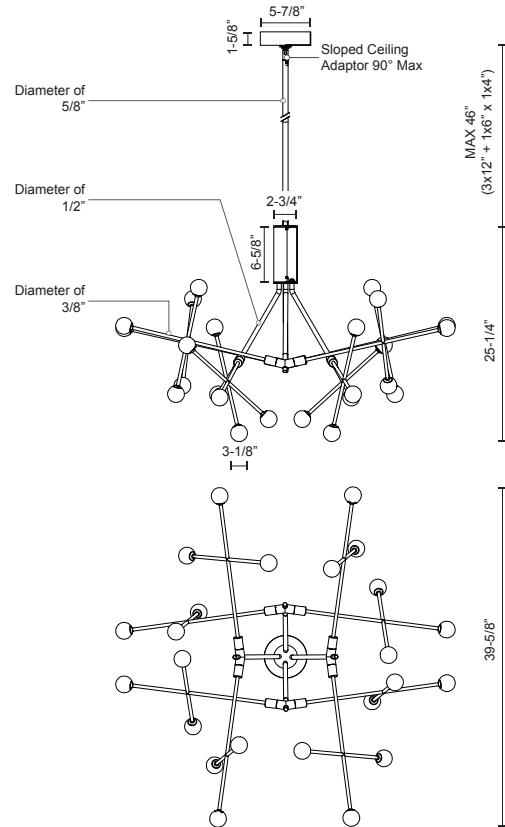 5-7/8”
1-5/8”
Sloped Ceiling
Adaptor 90° Max
Diameter of
5/8”
MAX 46”
(3x12” + 1x6” x 1x4”)
Diameter of
1/2”
2-3/4”
6-5/8”
Diameter of
3/8”
25-1/4”
3-1/8”
39-5/8”